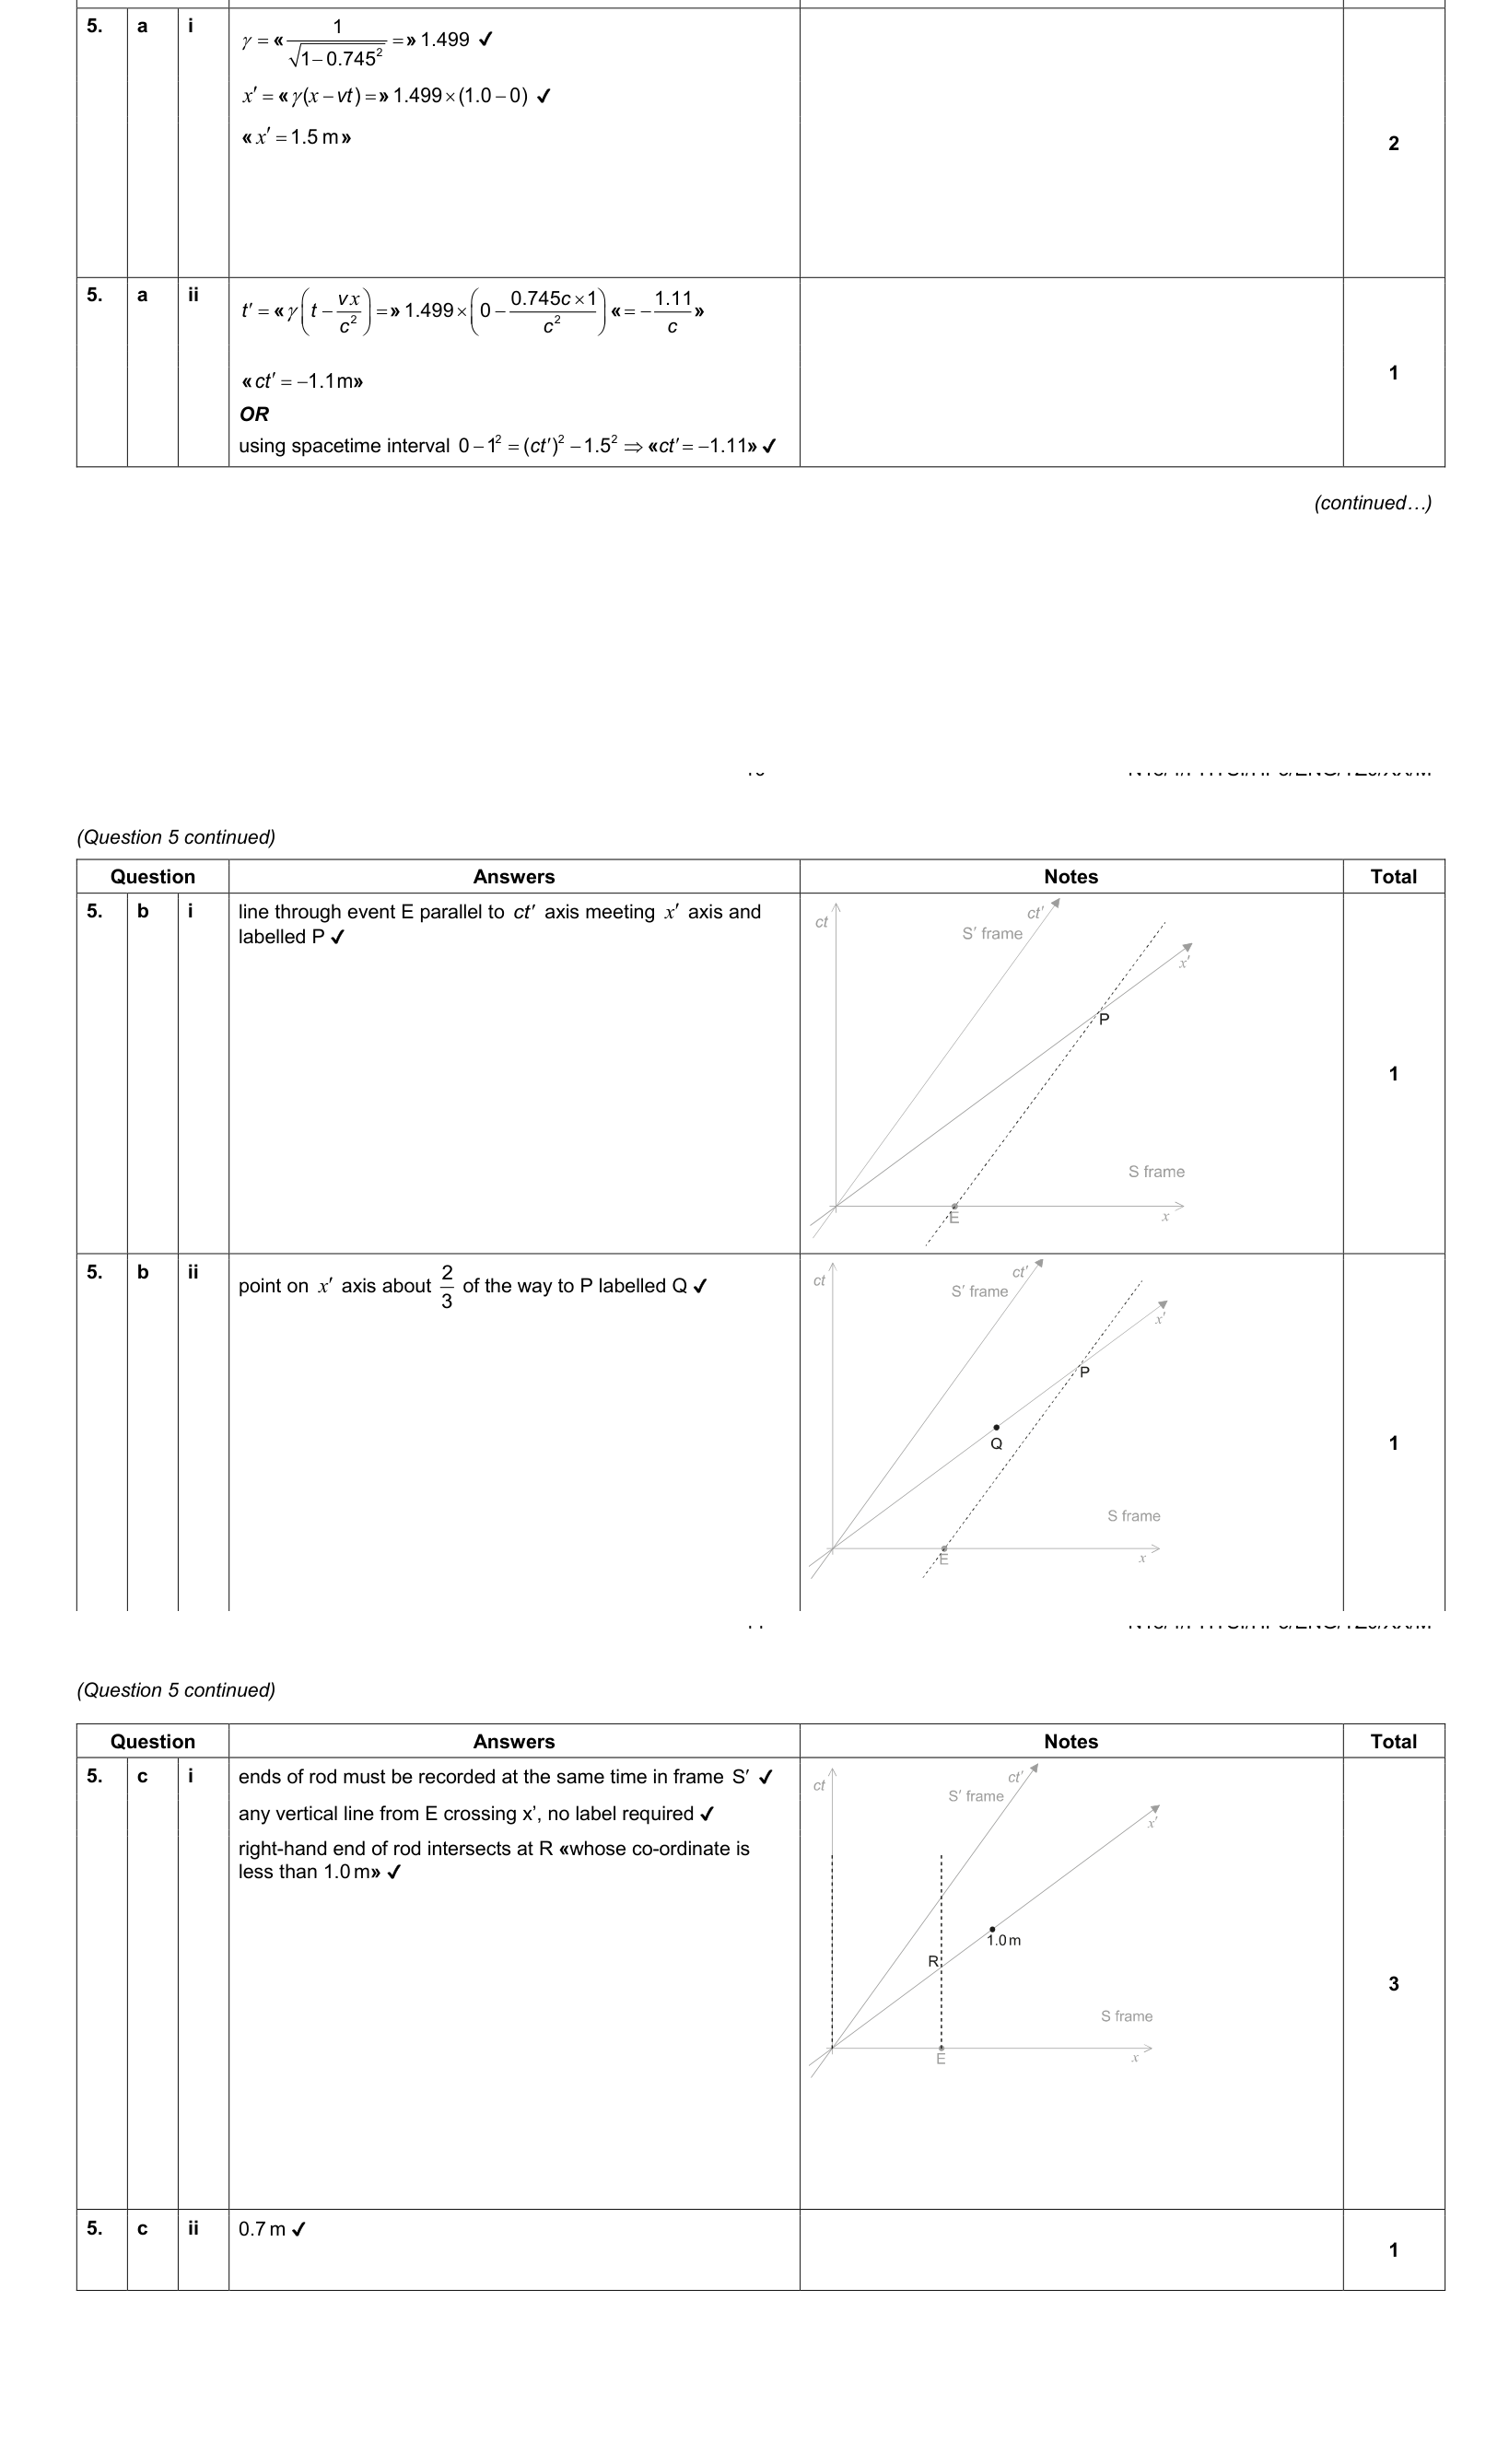 5. a i γ = « 1/√(1−0.745²) =» 1.499 ✓
x′ = « γ(x − vt) =» 1.499 × (1.0 − 0) ✓
« x′ = 1.5 m»
2
5. a ii t′ = « γ(t − vx/c²) =» 1.499 × (0 − 0.745c × 1/c²) «= − 1.11/c »
« ct′ = −1.1m»
1
OR
using spacetime interval 0 − 1² = (ct′)² − 1.5² ⇒ «ct′ = −1.11» ✓
(continued…)
(Question 5 continued)
Question Answers Notes Total
5. b i line through event E parallel to ct′ axis meeting x′ axis and
labelled P ✓
ct
ct′
S′ frame
x′
P
1
S frame
E
x
5. b ii point on x′ axis about 2/3 of the way to P labelled Q ✓
ct
ct′
S′ frame
x′
P
Q
1
S frame
E
x
(Question 5 continued)
Question Answers Notes Total
5. c i ends of rod must be recorded at the same time in frame S′ ✓
any vertical line from E crossing x’, no label required ✓
right-hand end of rod intersects at R «whose co-ordinate is
less than 1.0 m» ✓
ct
ct′
S′ frame
x′
1.0 m
R
3
S frame
E
x
5. c ii 0.7 m ✓
1